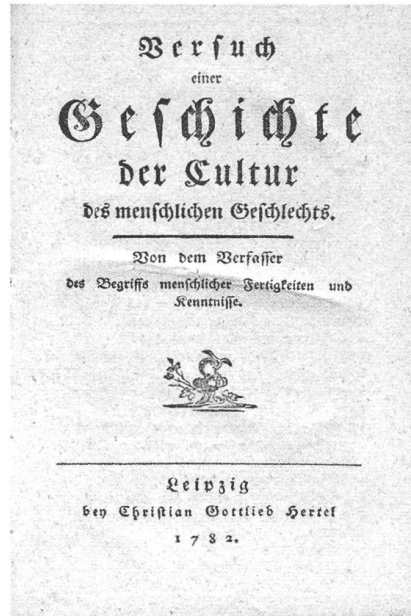 Versuch
einer
Geschichte
der Cultur
des menschlichen Geschlechts.
Von dem Verfasser
des Begriffs menschlicher Fertigkeiten und
Kenntnisse.
Leipzig
bey Christian Gottlieb Hertel
1782.